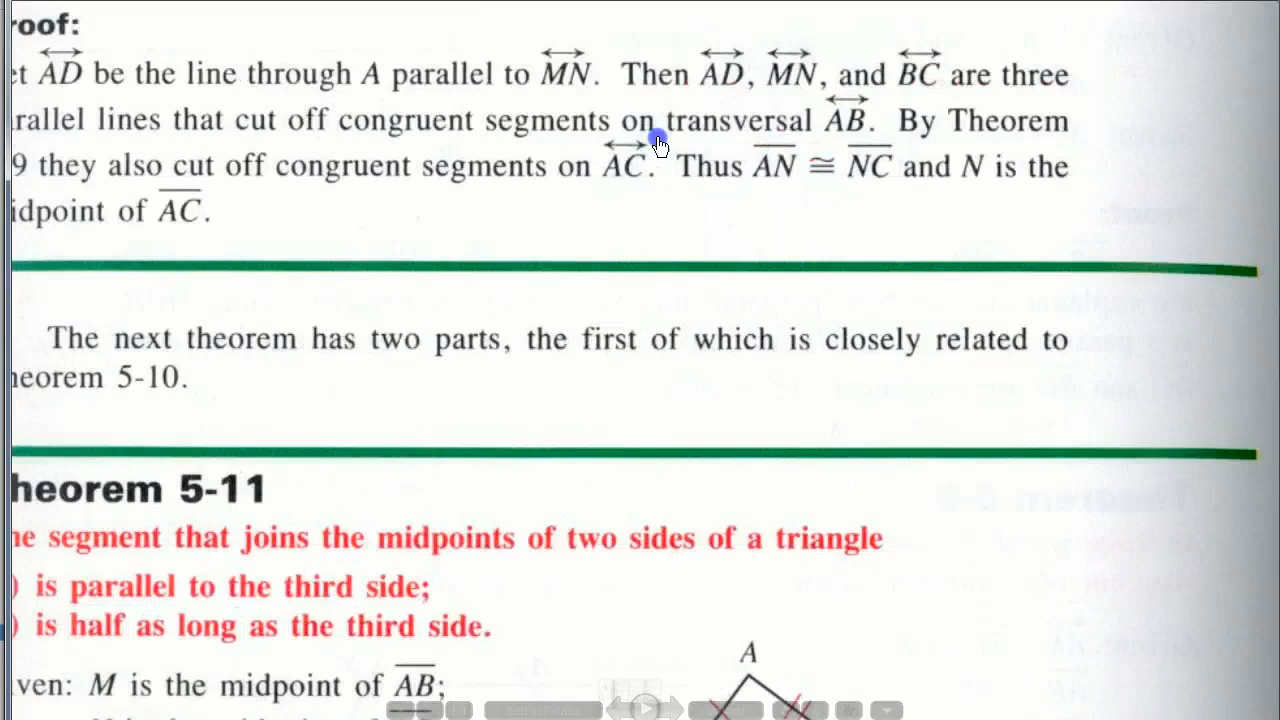 roof:
et AD be the line through A parallel to MN. Then AD, MN, and BC are three
rallel lines that cut off congruent segments on transversal AB. By Theorem
9 they also cut off congruent segments on AC. Thus AN ≅ NC and N is the
idpoint of AC.
The next theorem has two parts, the first of which is closely related to
heorem 5-10.
heorem 5-11
he segment that joins the midpoints of two sides of a triangle
) is parallel to the third side;
) is half as long as the third side.
A
ven: M is the midpoint of AB;